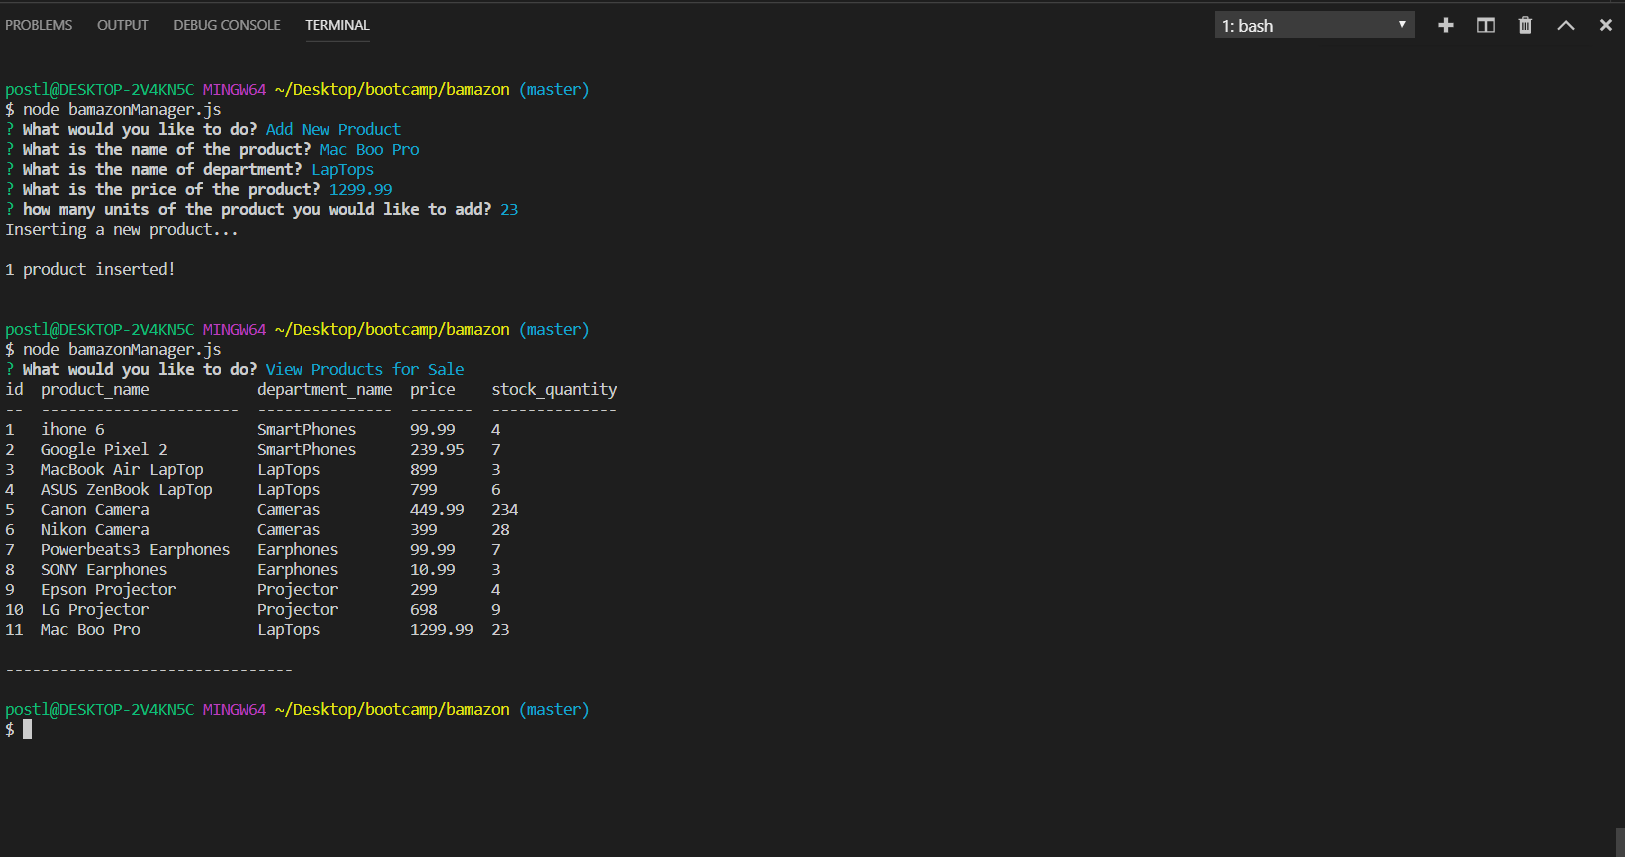 PROBLEMS OUTPUT DEBUG CONSOLE TERMINAL 1: bash
postl@DESKTOP-2V4KN5C MINGW64 ~/Desktop/bootcamp/bamazon (master)
$ node bamazonManager.js
? What would you like to do? Add New Product
? What is the name of the product? Mac Boo Pro
? What is the name of department? LapTops
? What is the price of the product? 1299.99
? how many units of the product you would like to add? 23
Inserting a new product...
1 product inserted!
postl@DESKTOP-2V4KN5C MINGW64 ~/Desktop/bootcamp/bamazon (master)
$ node bamazonManager.js
? What would you like to do? View Products for Sale
id  product_name            department_name  price    stock_quantity
--  ----------------------  ---------------  -------  --------------
1   ihone 6                 SmartPhones      99.99    4
2   Google Pixel 2          SmartPhones      239.95   7
3   MacBook Air LapTop      LapTops          899      3
4   ASUS ZenBook LapTop     LapTops          799      6
5   Canon Camera            Cameras          449.99   234
6   Nikon Camera            Cameras          399      28
7   Powerbeats3 Earphones   Earphones        99.99    7
8   SONY Earphones          Earphones        10.99    3
9   Epson Projector         Projector        299      4
10  LG Projector            Projector        698      9
11  Mac Boo Pro             LapTops          1299.99  23
--------------------------------
postl@DESKTOP-2V4KN5C MINGW64 ~/Desktop/bootcamp/bamazon (master)
$